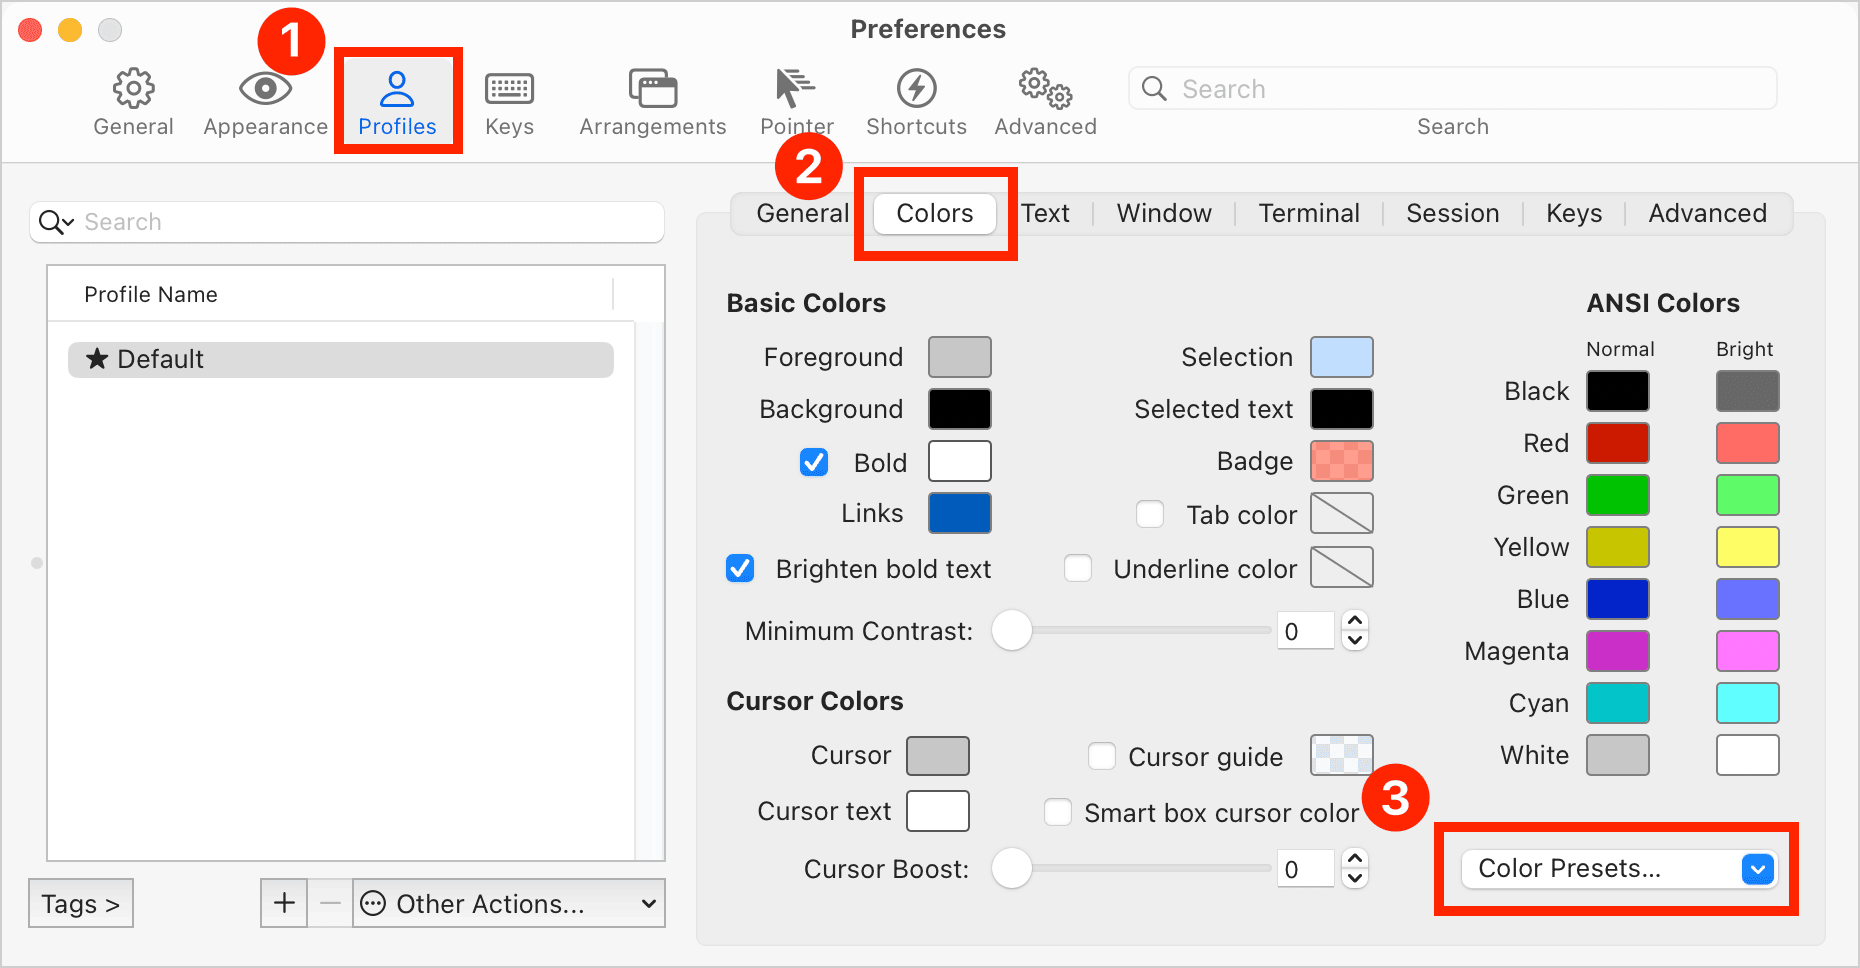 Preferences
1
General
Appearance
Profiles
Keys
Arrangements
Pointer
Shortcuts
Advanced
Search
Search
2
General
Colors
Text
Window
Terminal
Session
Keys
Advanced
Search
Profile Name
★ Default
Tags >
+
−
Other Actions...
Basic Colors
Foreground
Background
Bold
Links
Brighten bold text
Selection
Selected text
Badge
Tab color
Underline color
Minimum Contrast:
0
Cursor Colors
Cursor
Cursor text
Cursor guide
Smart box cursor color
Cursor Boost:
0
ANSI Colors
Normal
Bright
Black
Red
Green
Yellow
Blue
Magenta
Cyan
White
3
Color Presets...